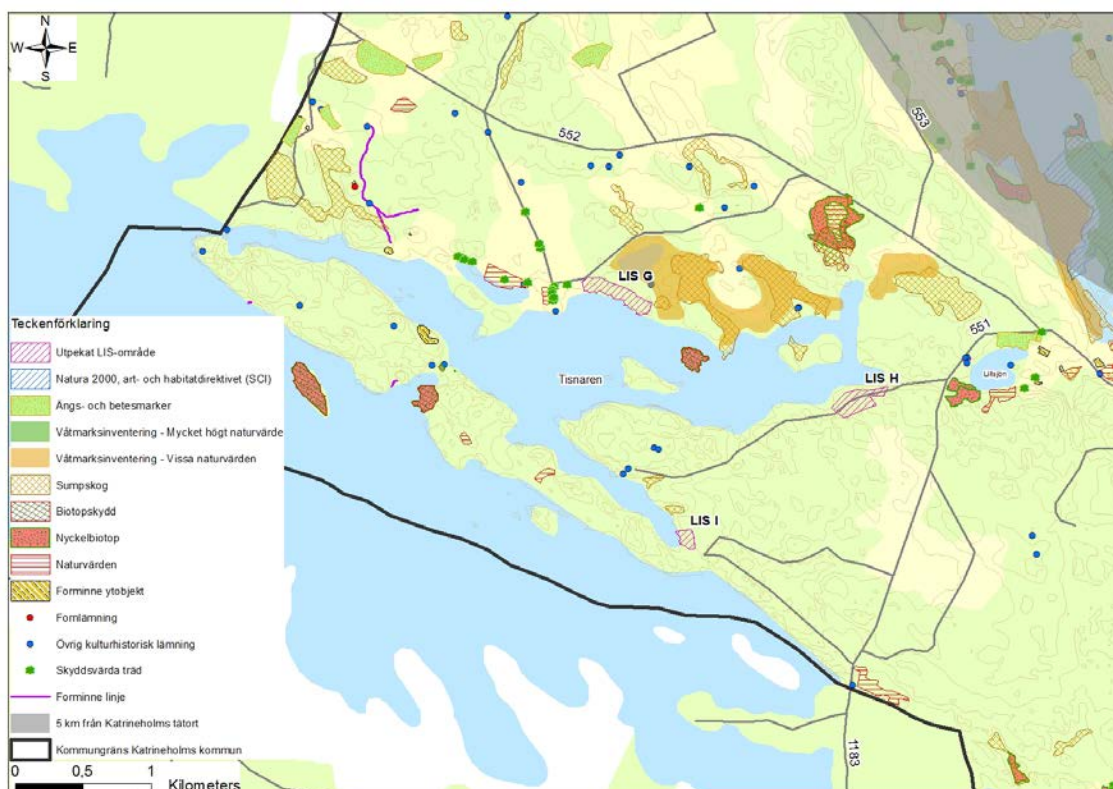 N
W E
S
552
553
LIS G
551
Lillsjön
Tisnaren
LIS H
LIS I
1183
Teckenförklaring
Utpekat LIS-område
Natura 2000, art- och habitatdirektivet (SCI)
Ängs- och betesmarker
Våtmarksinventering - Mycket högt naturvärde
Våtmarksinventering - Vissa naturvärden
Sumpskog
Biotopskydd
Nyckelbiotop
Naturvärden
Fornminne ytobjekt
Fornlämning
Övrig kulturhistorisk lämning
Skyddsvärda träd
Fornminne linje
5 km från Katrineholms tätort
Kommungräns Katrineholms kommun
0 0,5 1
Kilometers